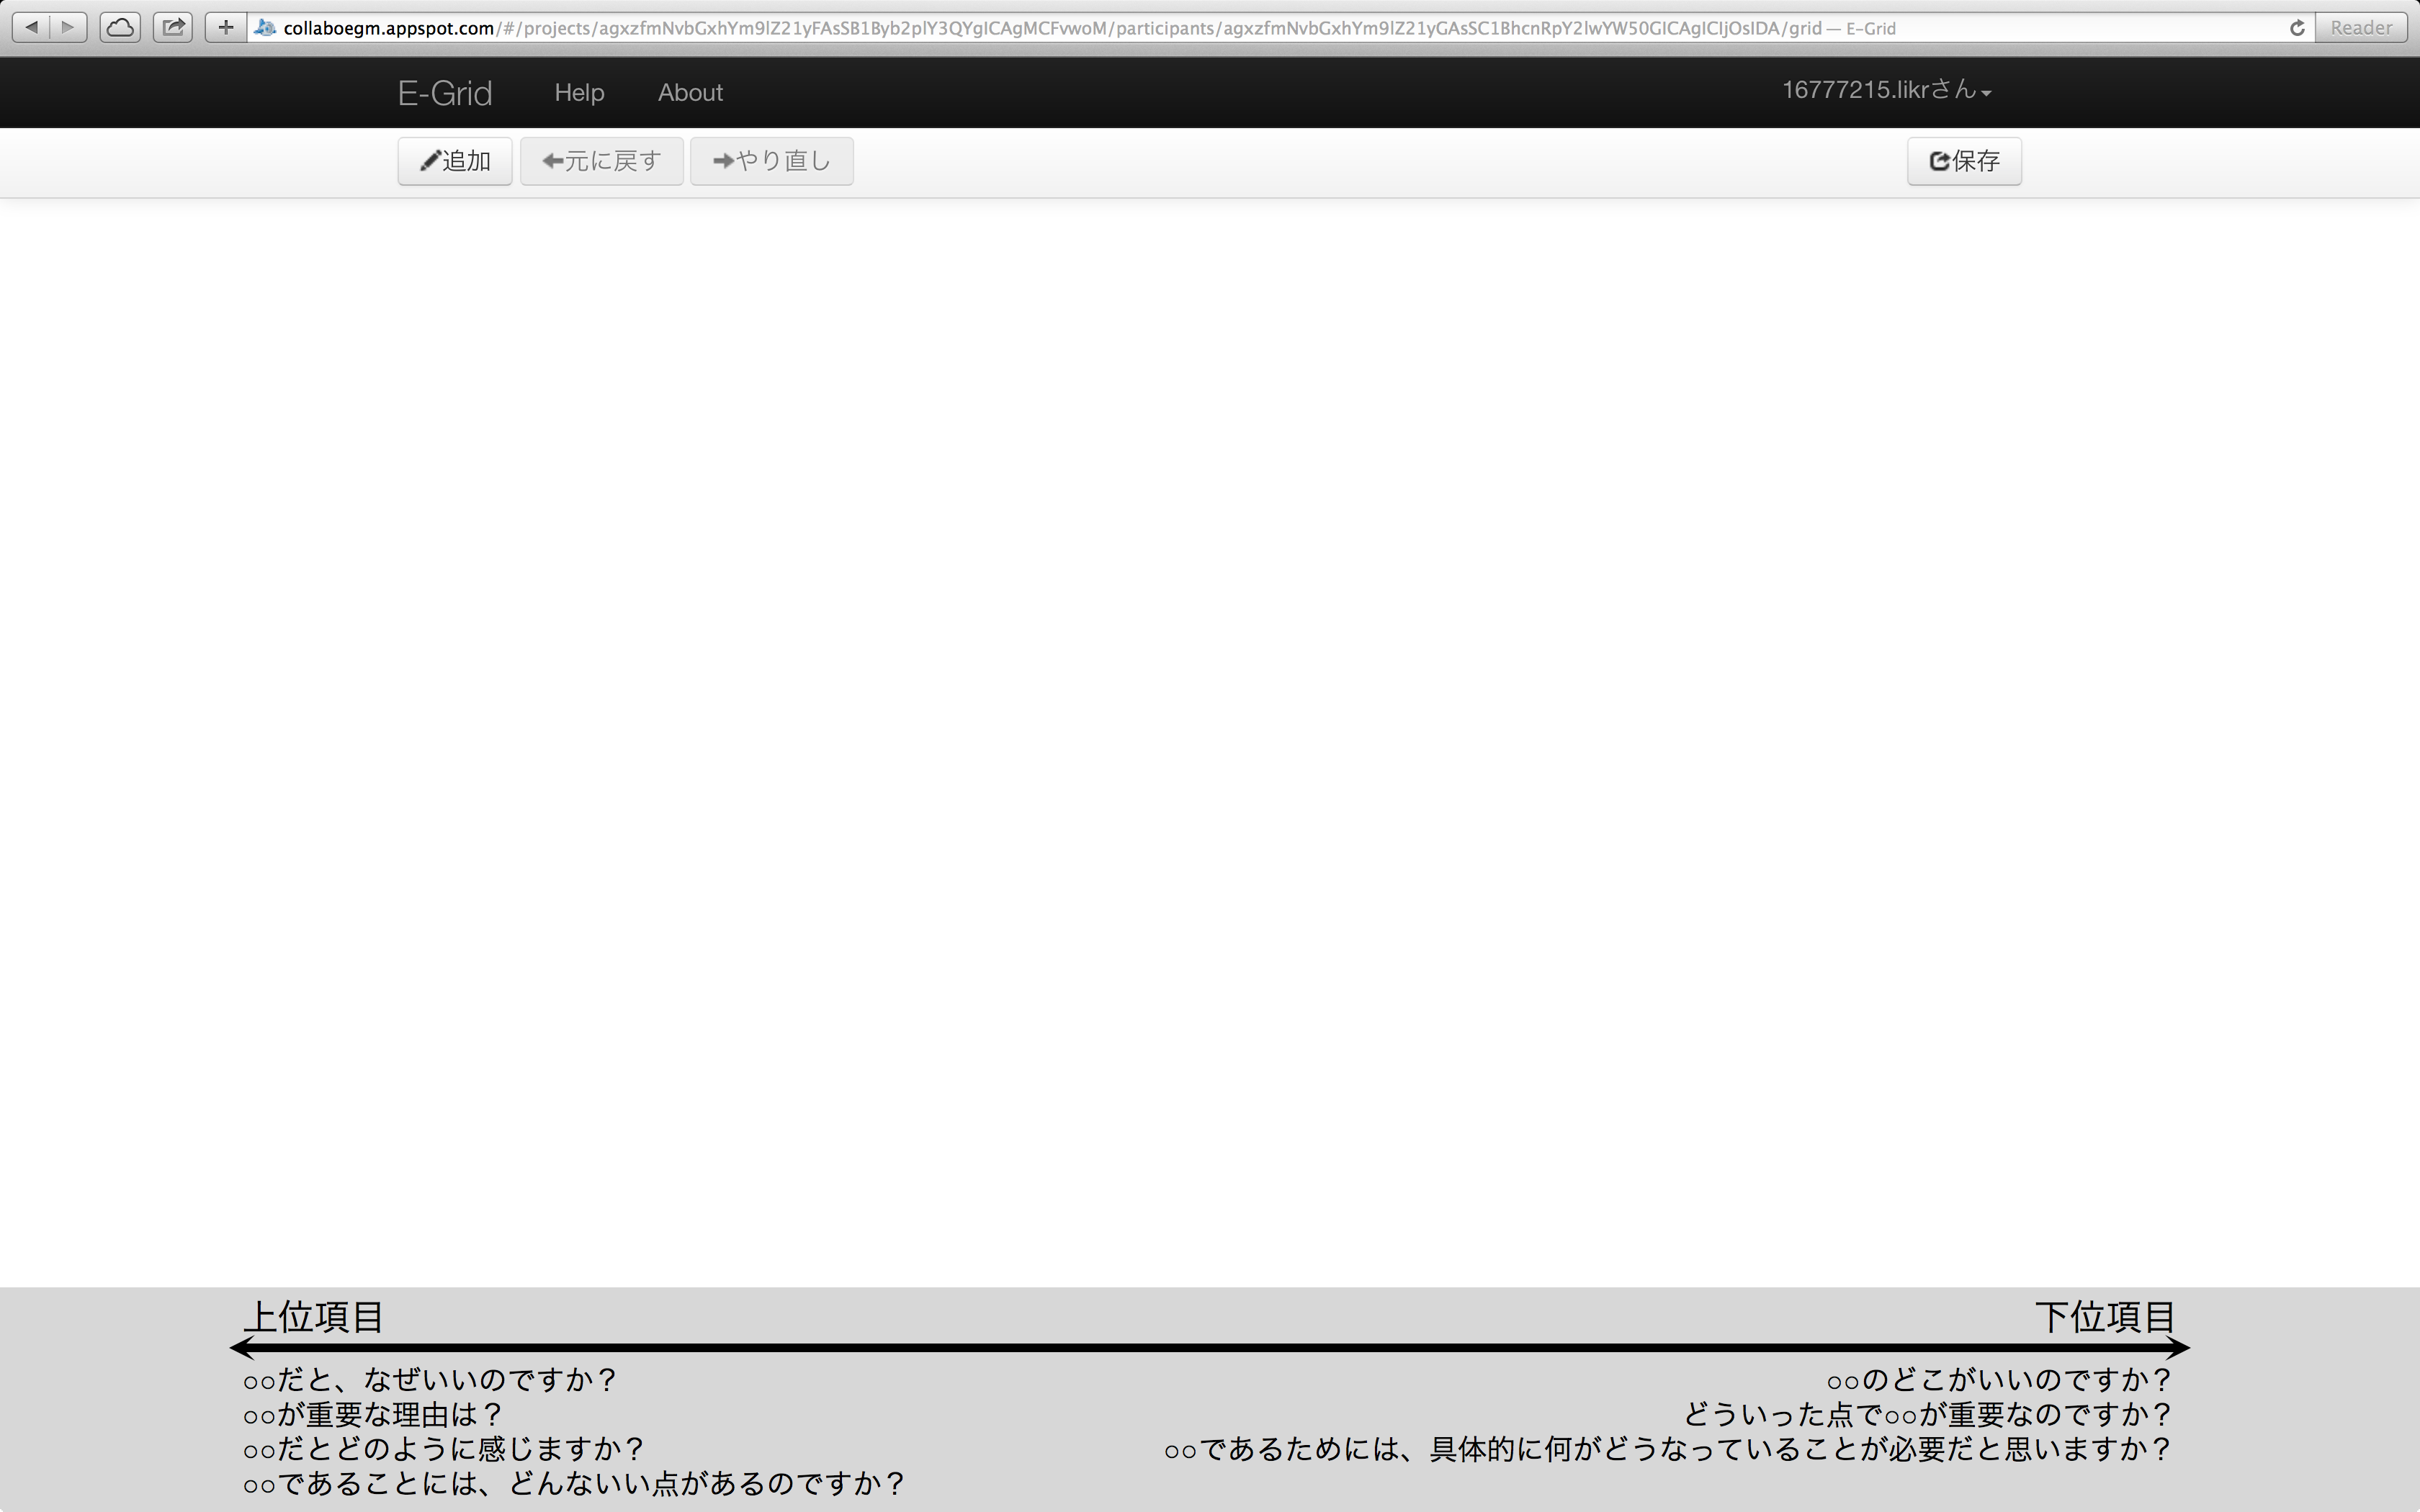 collaboegm.appspot.com/#/projects/agxzfmNvbGxhYm9lZ21yFAsSB1Byb2plY3QYgICAgMCFvwoM/participants/agxzfmNvbGxhYm9lZ21yGAsSC1BhcnRpY2lwYW50GICAgICIjOsIDA/grid — E-Grid
Reader
E-Grid Help About 16777215.likrさん
追加 元に戻す やり直し 保存
上位項目 下位項目
○○だと、なぜいいのですか？ ○○のどこがいいのですか？
○○が重要な理由は？ どういった点で○○が重要なのですか？
○○だとどのように感じますか？ ○○であるためには、具体的に何がどうなっていることが必要だと思いますか？
○○であることには、どんないい点があるのですか？